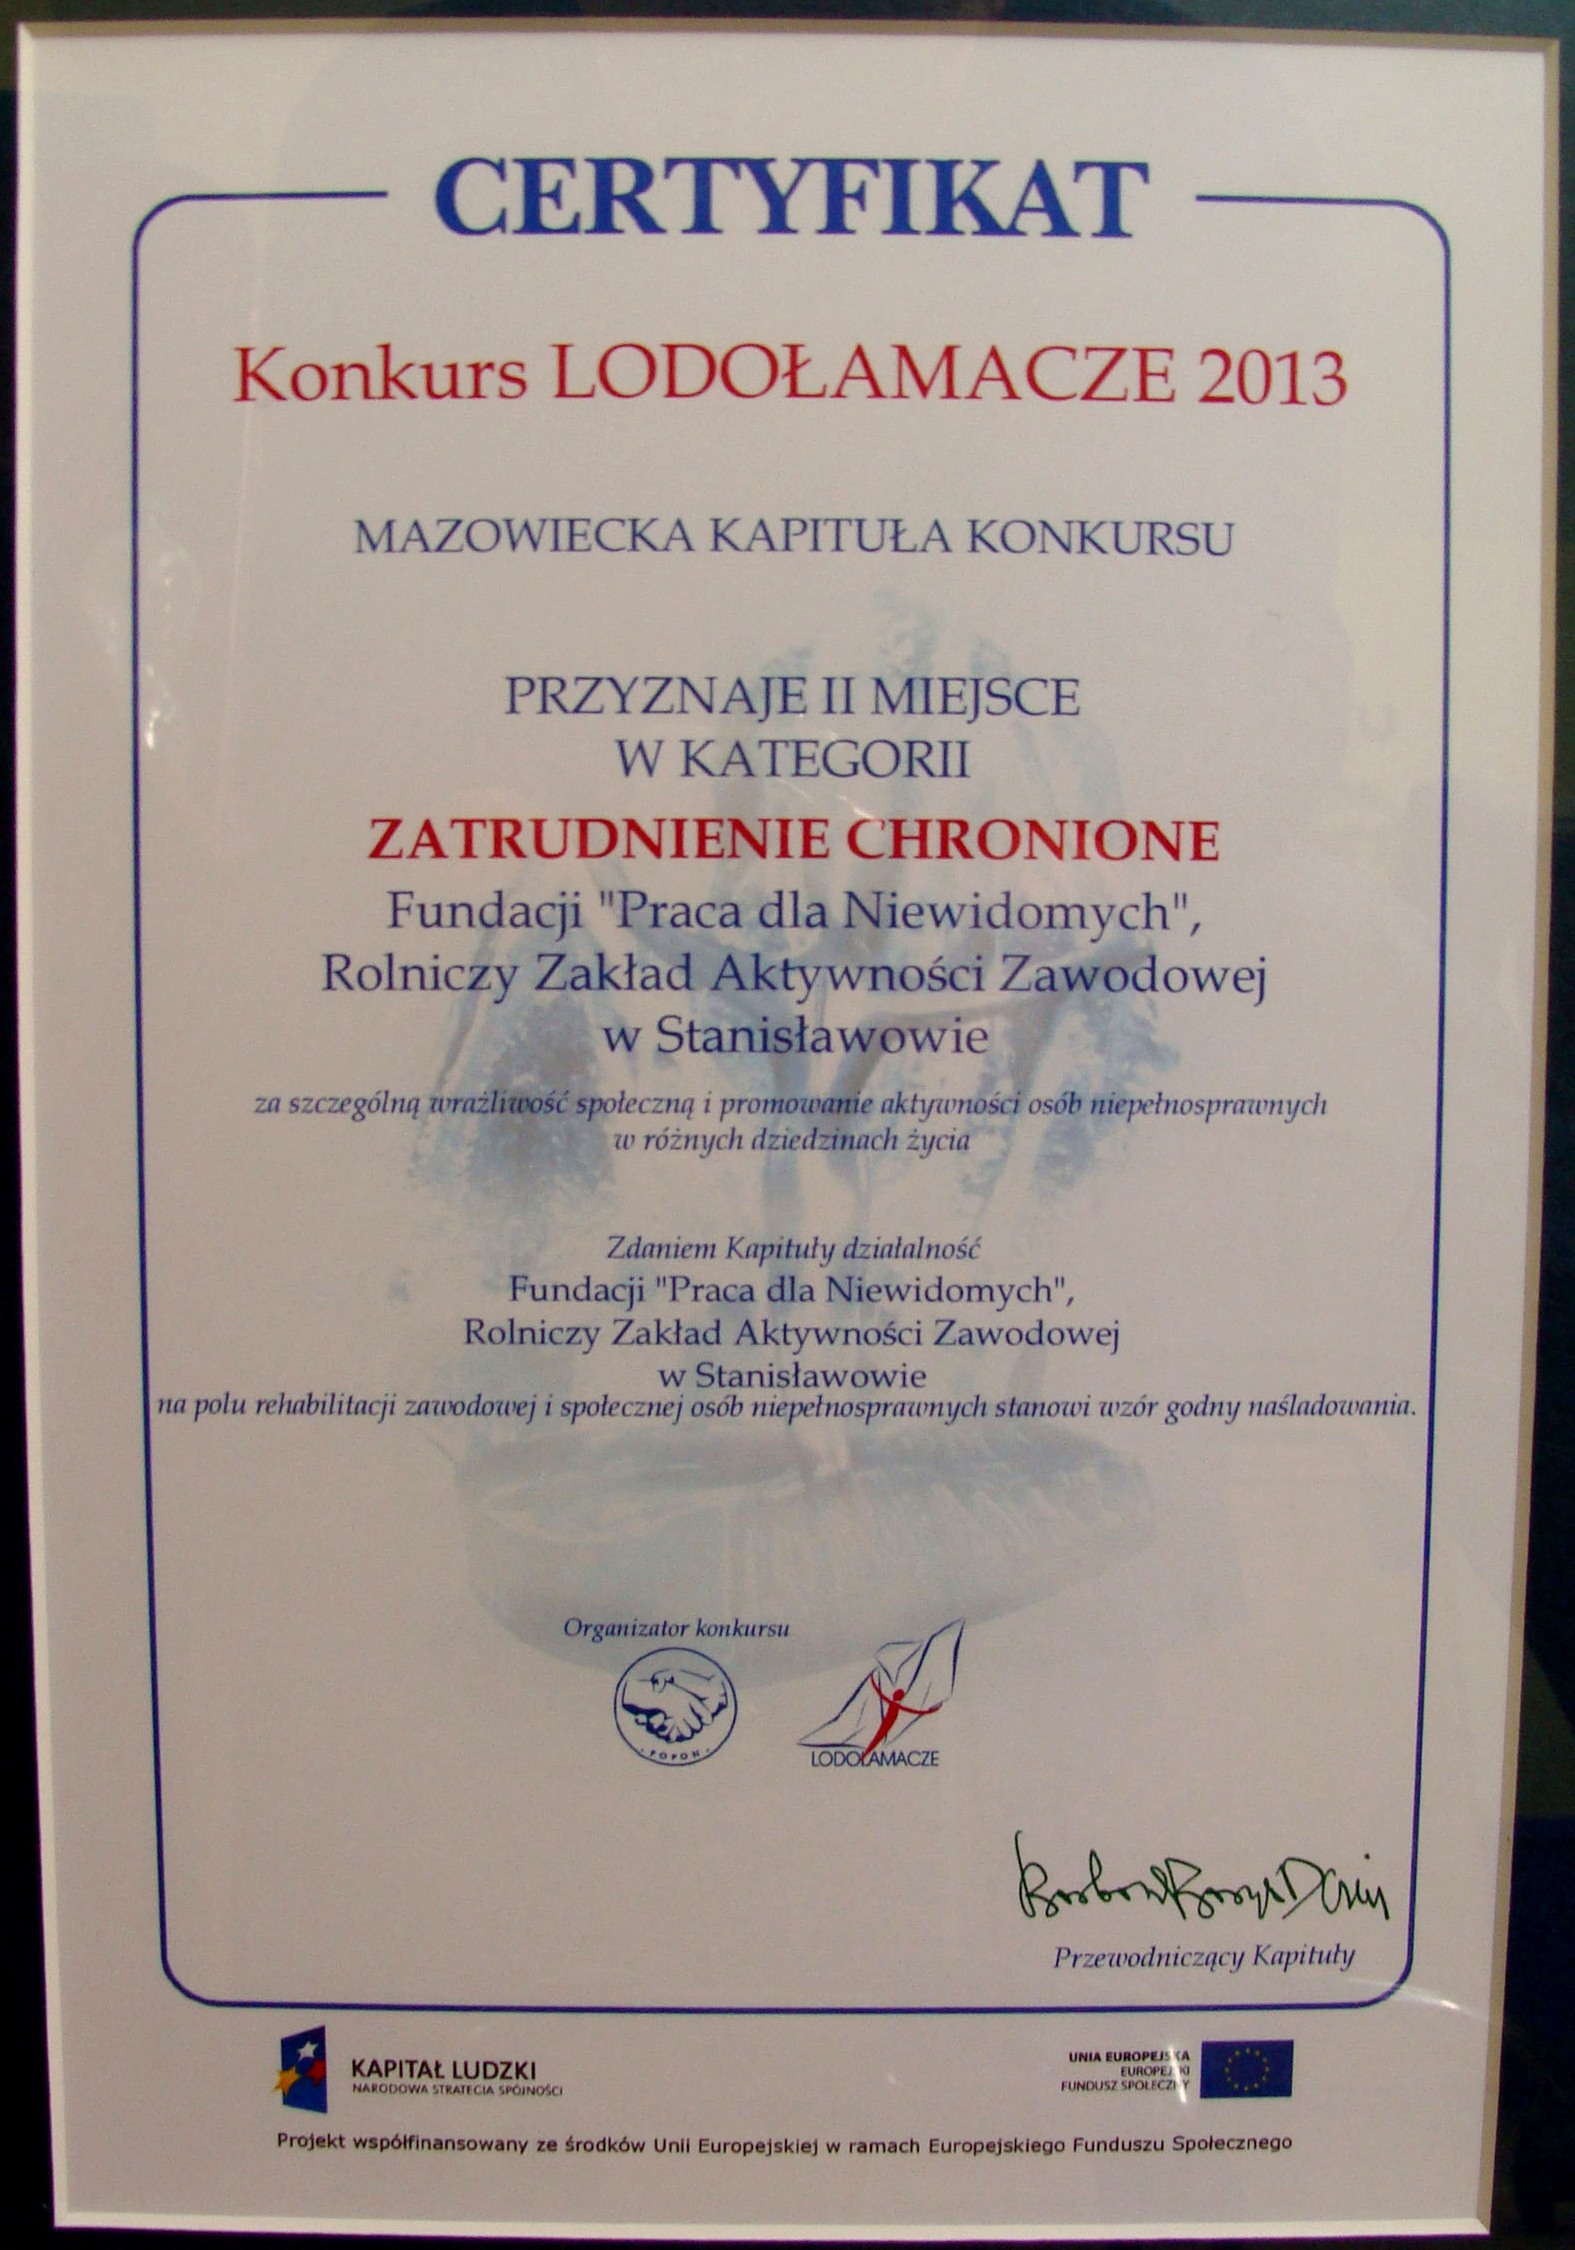 CERTYFIKAT
Konkurs LODOŁAMACZE 2013
MAZOWIECKA KAPITUŁA KONKURSU
PRZYZNAJE II MIEJSCE
W KATEGORII
ZATRUDNIENIE CHRONIONE
Fundacji "Praca dla Niewidomych",
Rolniczy Zakład Aktywności Zawodowej
w Stanisławowie
za szczególną wrażliwość społeczną i promowanie aktywności osób niepełnosprawnych
w różnych dziedzinach życia
Zdaniem Kapituły działalność
Fundacji "Praca dla Niewidomych",
Rolniczy Zakład Aktywności Zawodowej
w Stanisławowie
na polu rehabilitacji zawodowej i społecznej osób niepełnosprawnych stanowi wzór godny naśladowania.
Organizator konkursu
POPON
LODOŁAMACZE
Przewodniczący Kapituły
KAPITAŁ LUDZKI
NARODOWA STRATEGIA SPÓJNOŚCI
UNIA EUROPEJSKA
EUROPEJSKI
FUNDUSZ SPOŁECZNY
Projekt współfinansowany ze środków Unii Europejskiej w ramach Europejskiego Funduszu Społecznego